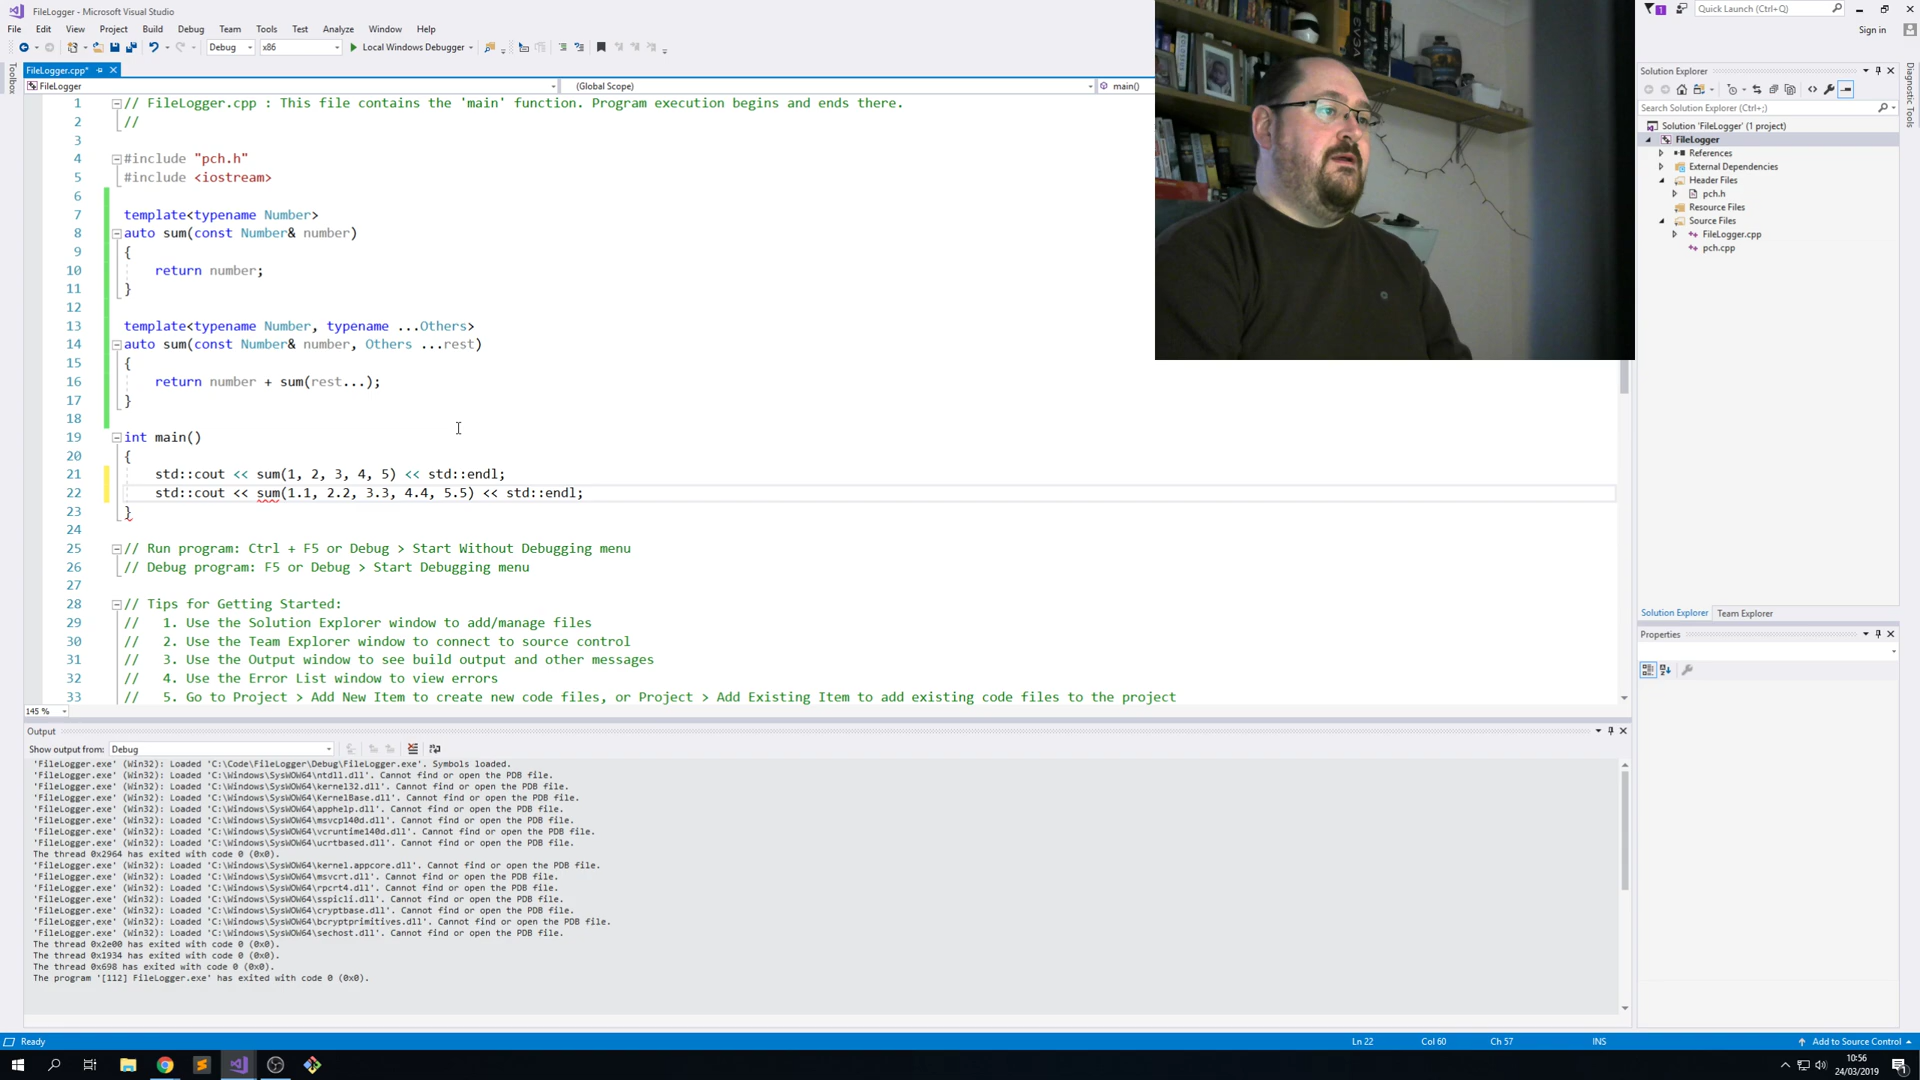 FileLogger - Microsoft Visual Studio
Quick Launch (Ctrl+Q)
File Edit View Project Build Debug Team Tools Test Analyze Window Help
Sign in
Debug x86 Local Windows Debugger
Toolbox
FileLogger.cpp*
FileLogger (Global Scope) main()
1 // FileLogger.cpp : This file contains the 'main' function. Program execution begins and ends there.
2 //
3
4 #include "pch.h"
5 #include <iostream>
6
7 template<typename Number>
8 auto sum(const Number& number)
9 {
10 return number;
11 }
12
13 template<typename Number, typename ...Others>
14 auto sum(const Number& number, Others ...rest)
15 {
16 return number + sum(rest...);
17 }
18
19 int main()
20 {
21 std::cout << sum(1, 2, 3, 4, 5) << std::endl;
22 std::cout << sum(1.1, 2.2, 3.3, 4.4, 5.5) << std::endl;
23 }
24
25 // Run program: Ctrl + F5 or Debug > Start Without Debugging menu
26 // Debug program: F5 or Debug > Start Debugging menu
27
28 // Tips for Getting Started:
29 // 1. Use the Solution Explorer window to add/manage files
30 // 2. Use the Team Explorer window to connect to source control
31 // 3. Use the Output window to see build output and other messages
32 // 4. Use the Error List window to view errors
33 // 5. Go to Project > Add New Item to create new code files, or Project > Add Existing Item to add existing code files to the project
145 %
Solution Explorer
Search Solution Explorer (Ctrl+;)
Solution 'FileLogger' (1 project)
FileLogger
References
External Dependencies
Header Files
pch.h
Resource Files
Source Files
FileLogger.cpp
pch.cpp
Solution Explorer Team Explorer
Properties
Diagnostic Tools
Output
Show output from: Debug
'FileLogger.exe' (Win32): Loaded 'C:\Code\FileLogger\Debug\FileLogger.exe'. Symbols loaded.
'FileLogger.exe' (Win32): Loaded 'C:\Windows\SysWOW64\ntdll.dll'. Cannot find or open the PDB file.
'FileLogger.exe' (Win32): Loaded 'C:\Windows\SysWOW64\kernel32.dll'. Cannot find or open the PDB file.
'FileLogger.exe' (Win32): Loaded 'C:\Windows\SysWOW64\KernelBase.dll'. Cannot find or open the PDB file.
'FileLogger.exe' (Win32): Loaded 'C:\Windows\SysWOW64\apphelp.dll'. Cannot find or open the PDB file.
'FileLogger.exe' (Win32): Loaded 'C:\Windows\SysWOW64\msvcp140d.dll'. Cannot find or open the PDB file.
'FileLogger.exe' (Win32): Loaded 'C:\Windows\SysWOW64\vcruntime140d.dll'. Cannot find or open the PDB file.
'FileLogger.exe' (Win32): Loaded 'C:\Windows\SysWOW64\ucrtbased.dll'. Cannot find or open the PDB file.
The thread 0x2964 has exited with code 0 (0x0).
'FileLogger.exe' (Win32): Loaded 'C:\Windows\SysWOW64\kernel.appcore.dll'. Cannot find or open the PDB file.
'FileLogger.exe' (Win32): Loaded 'C:\Windows\SysWOW64\msvcrt.dll'. Cannot find or open the PDB file.
'FileLogger.exe' (Win32): Loaded 'C:\Windows\SysWOW64\rpcrt4.dll'. Cannot find or open the PDB file.
'FileLogger.exe' (Win32): Loaded 'C:\Windows\SysWOW64\sspicli.dll'. Cannot find or open the PDB file.
'FileLogger.exe' (Win32): Loaded 'C:\Windows\SysWOW64\cryptbase.dll'. Cannot find or open the PDB file.
'FileLogger.exe' (Win32): Loaded 'C:\Windows\SysWOW64\bcryptprimitives.dll'. Cannot find or open the PDB file.
'FileLogger.exe' (Win32): Loaded 'C:\Windows\SysWOW64\sechost.dll'. Cannot find or open the PDB file.
The thread 0x2e00 has exited with code 0 (0x0).
The thread 0x1934 has exited with code 0 (0x0).
The thread 0x698 has exited with code 0 (0x0).
The program '[112] FileLogger.exe' has exited with code 0 (0x0).
Ready Ln 22 Col 60 Ch 57 INS Add to Source Control
10:56
24/03/2019